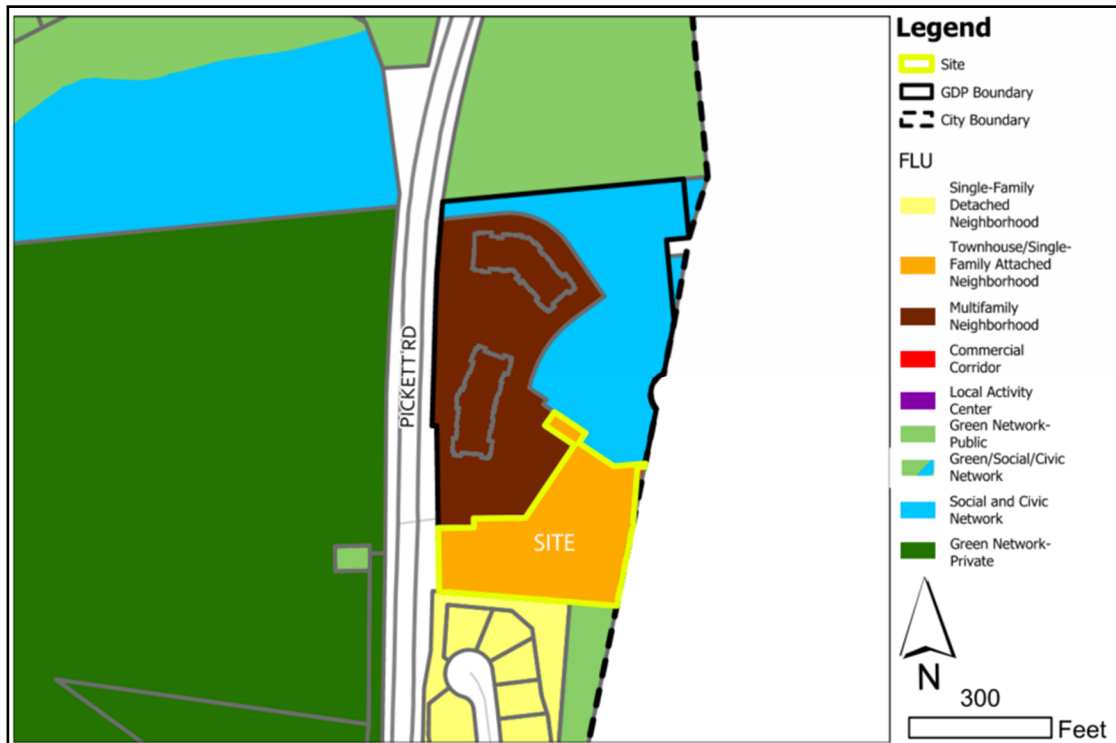 PICKETT RD
SITE
Legend
Site
GDP Boundary
City Boundary
FLU
Single-Family
Detached
Neighborhood
Townhouse/Single-
Family Attached
Neighborhood
Multifamily
Neighborhood
Commercial
Corridor
Local Activity
Center
Green Network-
Public
Green/Social/Civic
Network
Social and Civic
Network
Green Network-
Private
N
300
Feet